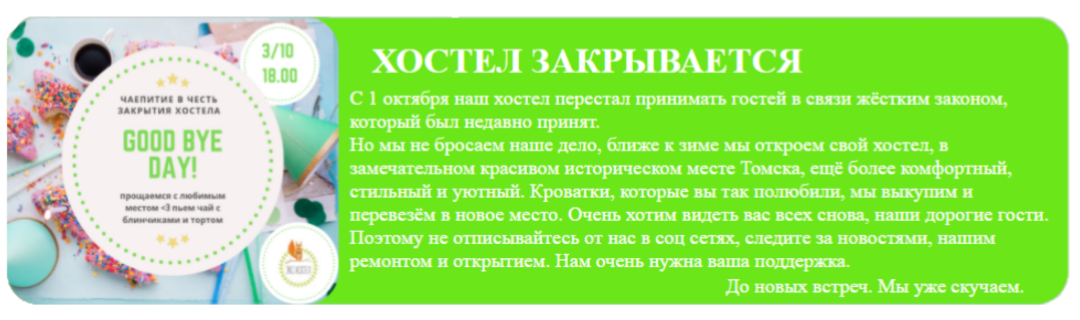 3/10
18.00
ЧАЕПИТИЕ В ЧЕСТЬ
ЗАКРЫТИЯ ХОСТЕЛА
GOOD BYE
DAY!
прощаемся с любимым
местом <3 пьем чай с
блинчиками и тортом
ХОСТЕЛ ЗАКРЫВАЕТСЯ
С 1 октября наш хостел перестал принимать гостей в связи жёстким законом,
который был недавно принят.
Но мы не бросаем наше дело, ближе к зиме мы откроем свой хостел, в
замечательном красивом историческом месте Томска, ещё более комфортный,
стильный и уютный. Кроватки, которые вы так полюбили, мы выкупим и
перевезём в новое место. Очень хотим видеть вас всех снова, наши дорогие гости.
Поэтому не отписывайтесь от нас в соц сетях, следите за новостями, нашим
ремонтом и открытием. Нам очень нужна ваша поддержка.
До новых встреч. Мы уже скучаем.